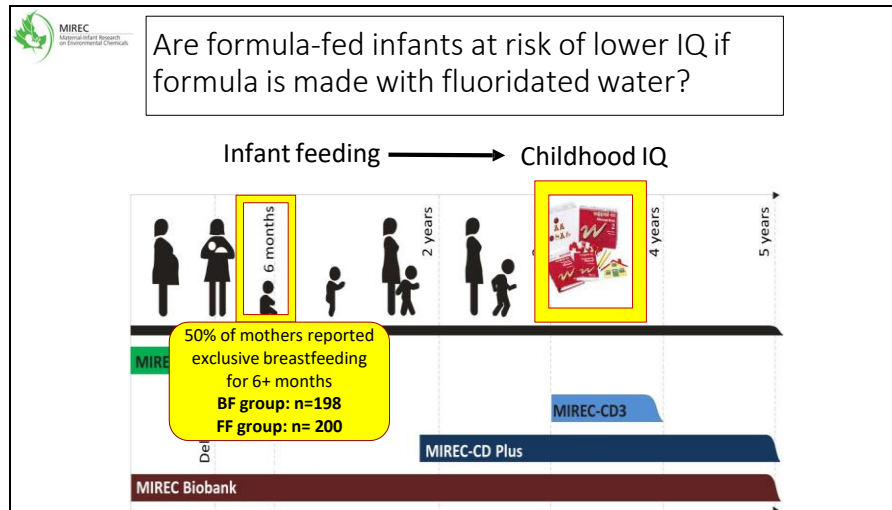 MIREC
Maternal-Infant Research
on Environmental Chemicals
Are formula-fed infants at risk of lower IQ if
formula is made with fluoridated water?
Infant feeding
Childhood IQ
6 months
2 years
4 years
5 years
50% of mothers reported
exclusive breastfeeding
for 6+ months
BF group: n=198
FF group: n= 200
MIRE
MIREC-CD3
Del
MIREC-CD Plus
MIREC Biobank